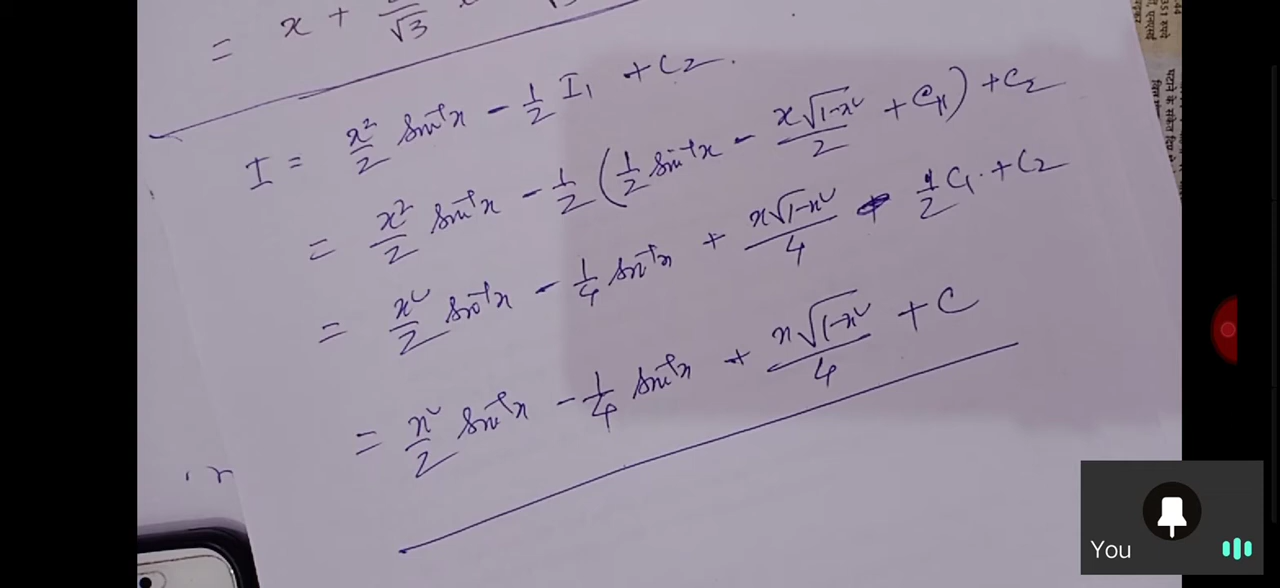 = x + √3
I = x²/2 sin⁻¹x - 1/2 I₁ + C₂.
= x²/2 sin⁻¹x - 1/2 (1/2 sin⁻¹x - x√1-x²/2 + C₁) + C₂
= x²/2 sin⁻¹x - 1/4 sin⁻¹x + x√1-x²/4 - 1/2 C₁ + C₂
= x²/2 sin⁻¹x - 1/4 sin⁻¹x + x√1-x²/4 + C
You